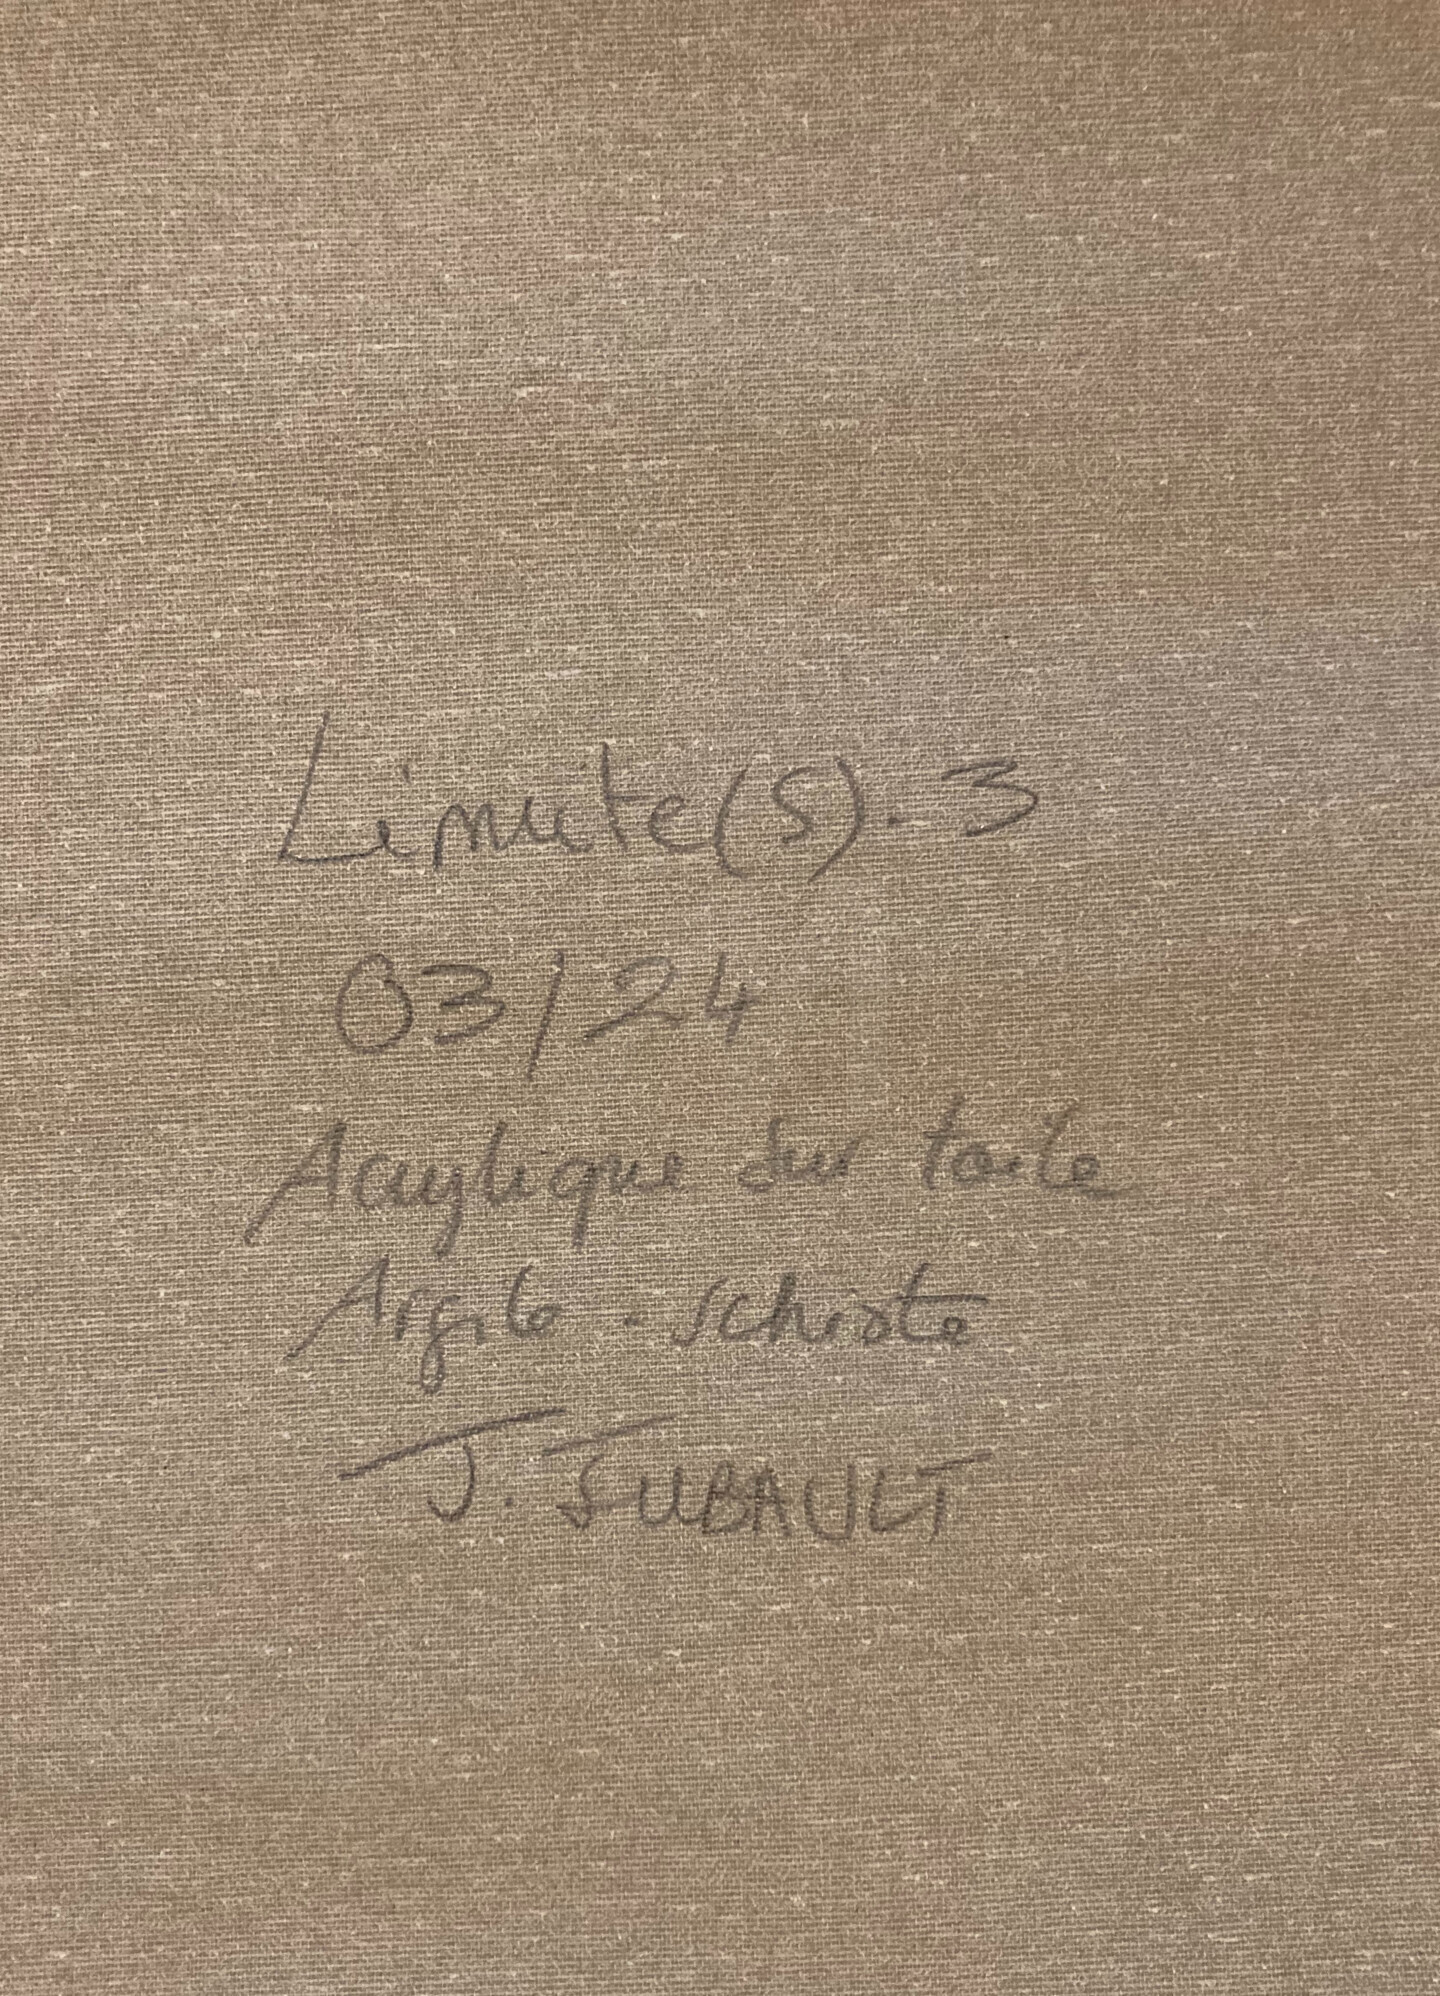 Limite(s).3
03/24
Acrylique sur toile
Argile - schiste
J. JUBAULT